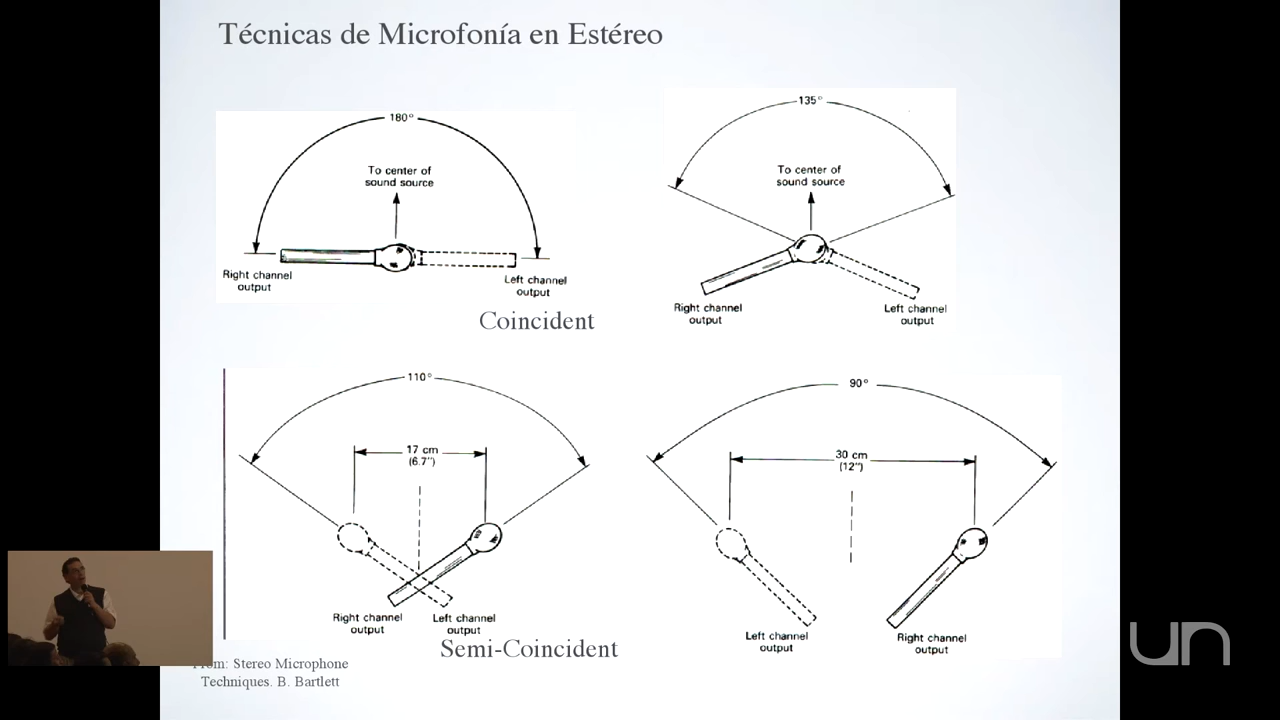 Técnicas de Microfonía en Estéreo
180°
To center of
sound source
Right channel
output
Left channel
output
135°
To center of
sound source
Right channel
output
Left channel
output
Coincident
110°
17 cm
(6.7")
Right channel
output
Left channel
output
90°
30 cm
(12")
Left channel
output
Right channel
output
Semi-Coincident
From: Stereo Microphone
Techniques. B. Bartlett
un